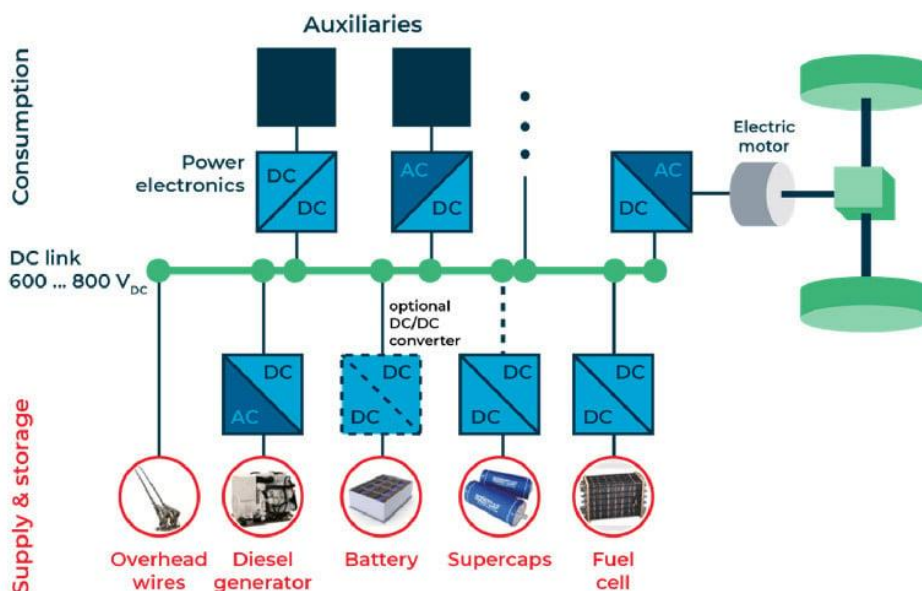 Auxiliaries
Consumption
Power
electronics
DC
DC
AC
DC
Electric
motor
AC
DC
DC link
600 ... 800 VDC
optional
DC/DC
converter
DC
AC
DC
DC
DC
DC
DC
DC
Supply & storage
Overhead
wires
Diesel
generator
Battery
Supercaps
Fuel
cell